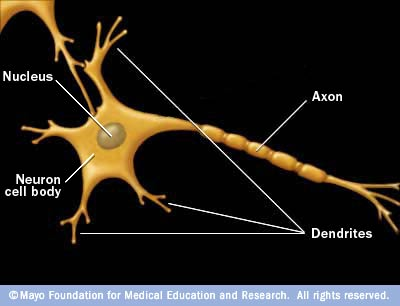 Nucleus
Axon
Neuron
cell body
Dendrites
© Mayo Foundation for Medical Education and Research. All rights reserved.